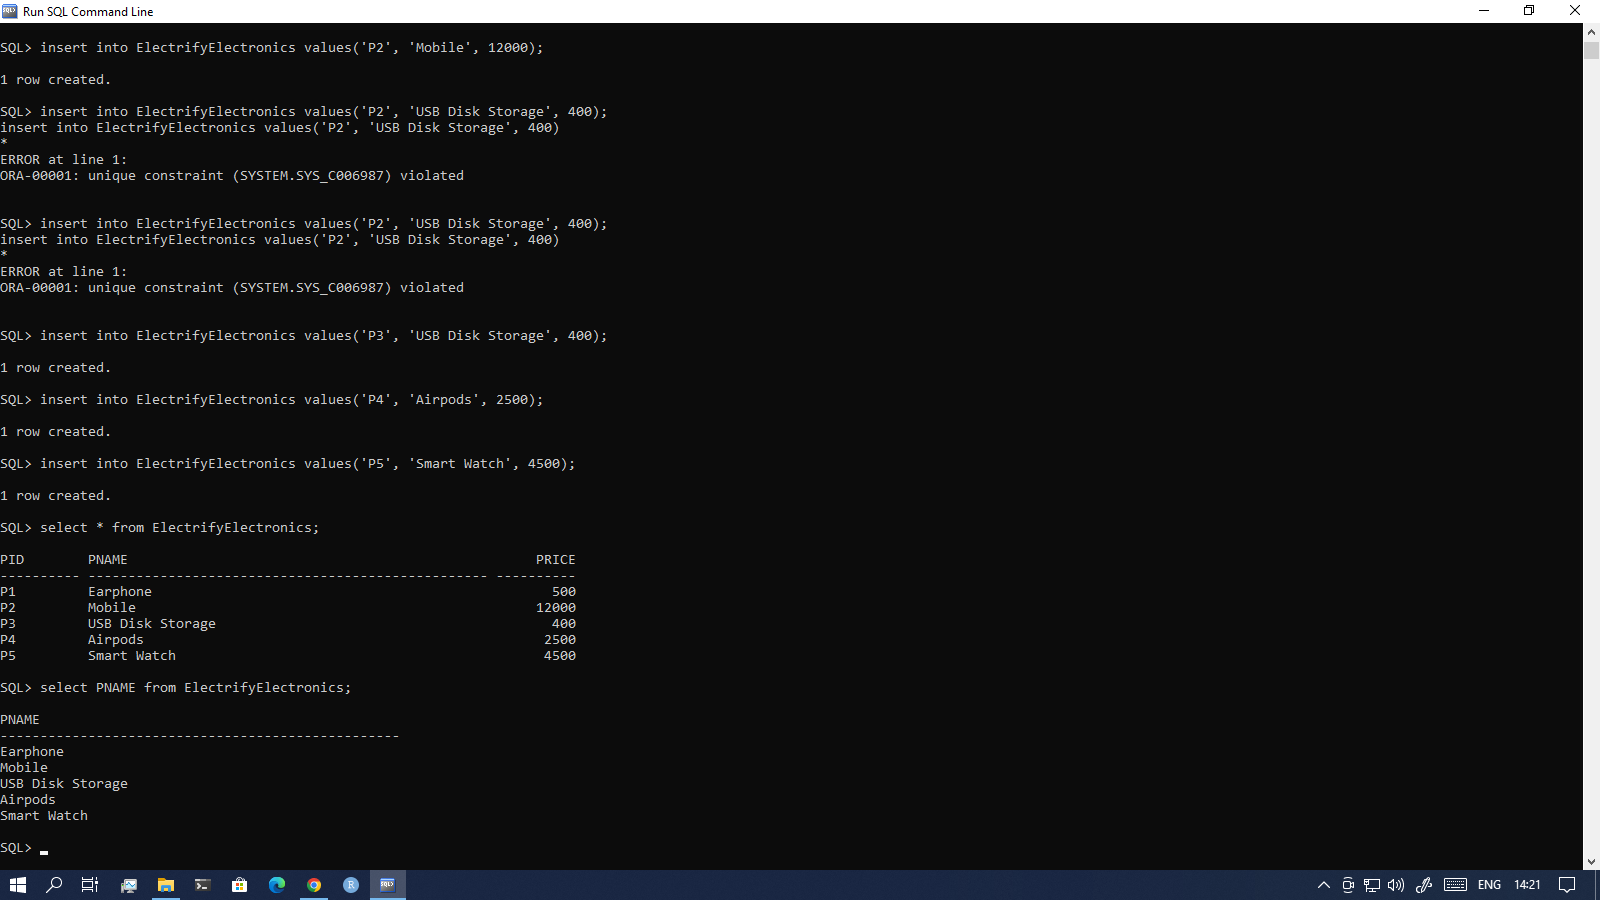 Run SQL Command Line
SQL> insert into ElectrifyElectronics values('P2', 'Mobile', 12000);
1 row created.
SQL> insert into ElectrifyElectronics values('P2', 'USB Disk Storage', 400);
insert into ElectrifyElectronics values('P2', 'USB Disk Storage', 400)
*
ERROR at line 1:
ORA-00001: unique constraint (SYSTEM.SYS_C006987) violated
SQL> insert into ElectrifyElectronics values('P2', 'USB Disk Storage', 400);
insert into ElectrifyElectronics values('P2', 'USB Disk Storage', 400)
*
ERROR at line 1:
ORA-00001: unique constraint (SYSTEM.SYS_C006987) violated
SQL> insert into ElectrifyElectronics values('P3', 'USB Disk Storage', 400);
1 row created.
SQL> insert into ElectrifyElectronics values('P4', 'Airpods', 2500);
1 row created.
SQL> insert into ElectrifyElectronics values('P5', 'Smart Watch', 4500);
1 row created.
SQL> select * from ElectrifyElectronics;
PID        PNAME                                                   PRICE
---------- -------------------------------------------------- ----------
P1         Earphone                                                  500
P2         Mobile                                                  12000
P3         USB Disk Storage                                          400
P4         Airpods                                                  2500
P5         Smart Watch                                              4500
SQL> select PNAME from ElectrifyElectronics;
PNAME
--------------------------------------------------
Earphone
Mobile
USB Disk Storage
Airpods
Smart Watch
SQL> _
ENG 14:21